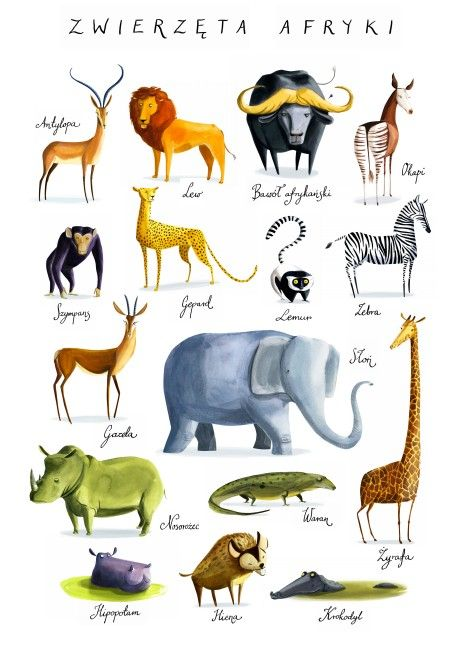 ZWIERZĘTA AFRYKI
Antylopa
Lew
Bawół afrykański
Okapi
Szympans
Gepard
Lemur
Zebra
Gazela
Słoń
Nosorożec
Waran
Żyrafa
Hipopotam
Hiena
Krokodyl